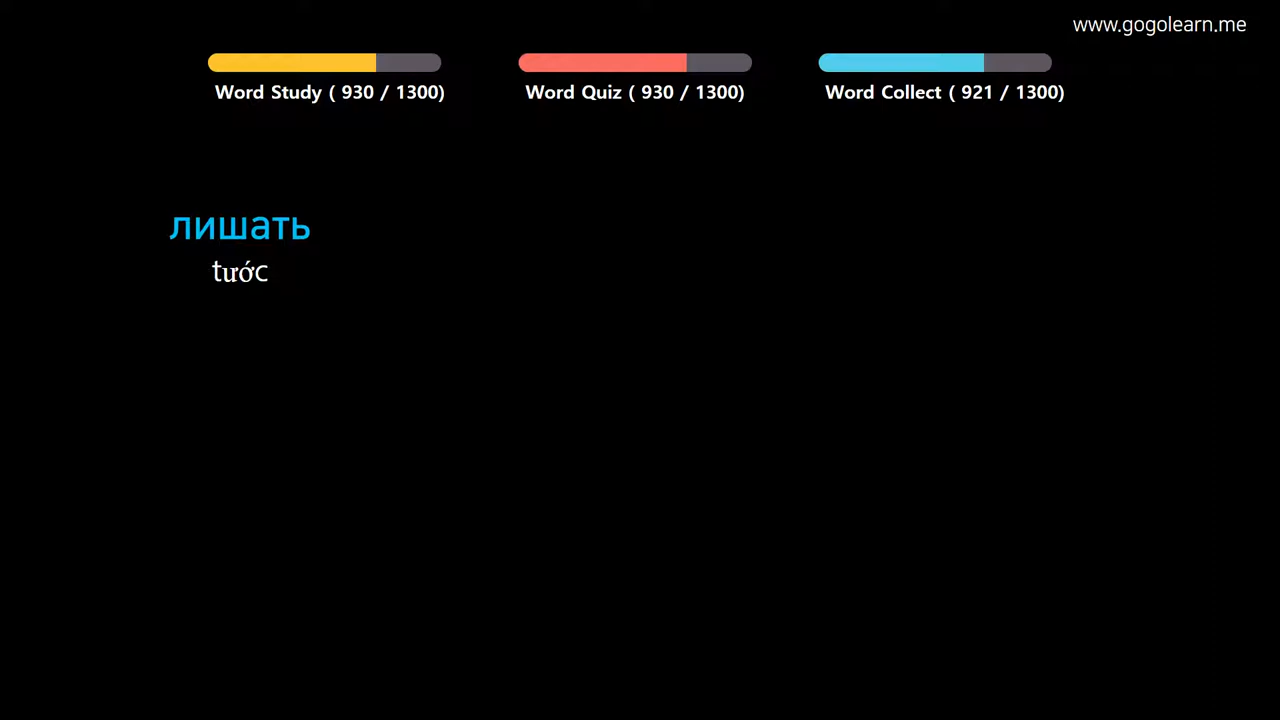 www.gogolearn.me
Word Study ( 930 / 1300)
Word Quiz ( 930 / 1300)
Word Collect ( 921 / 1300)
лишать
tước